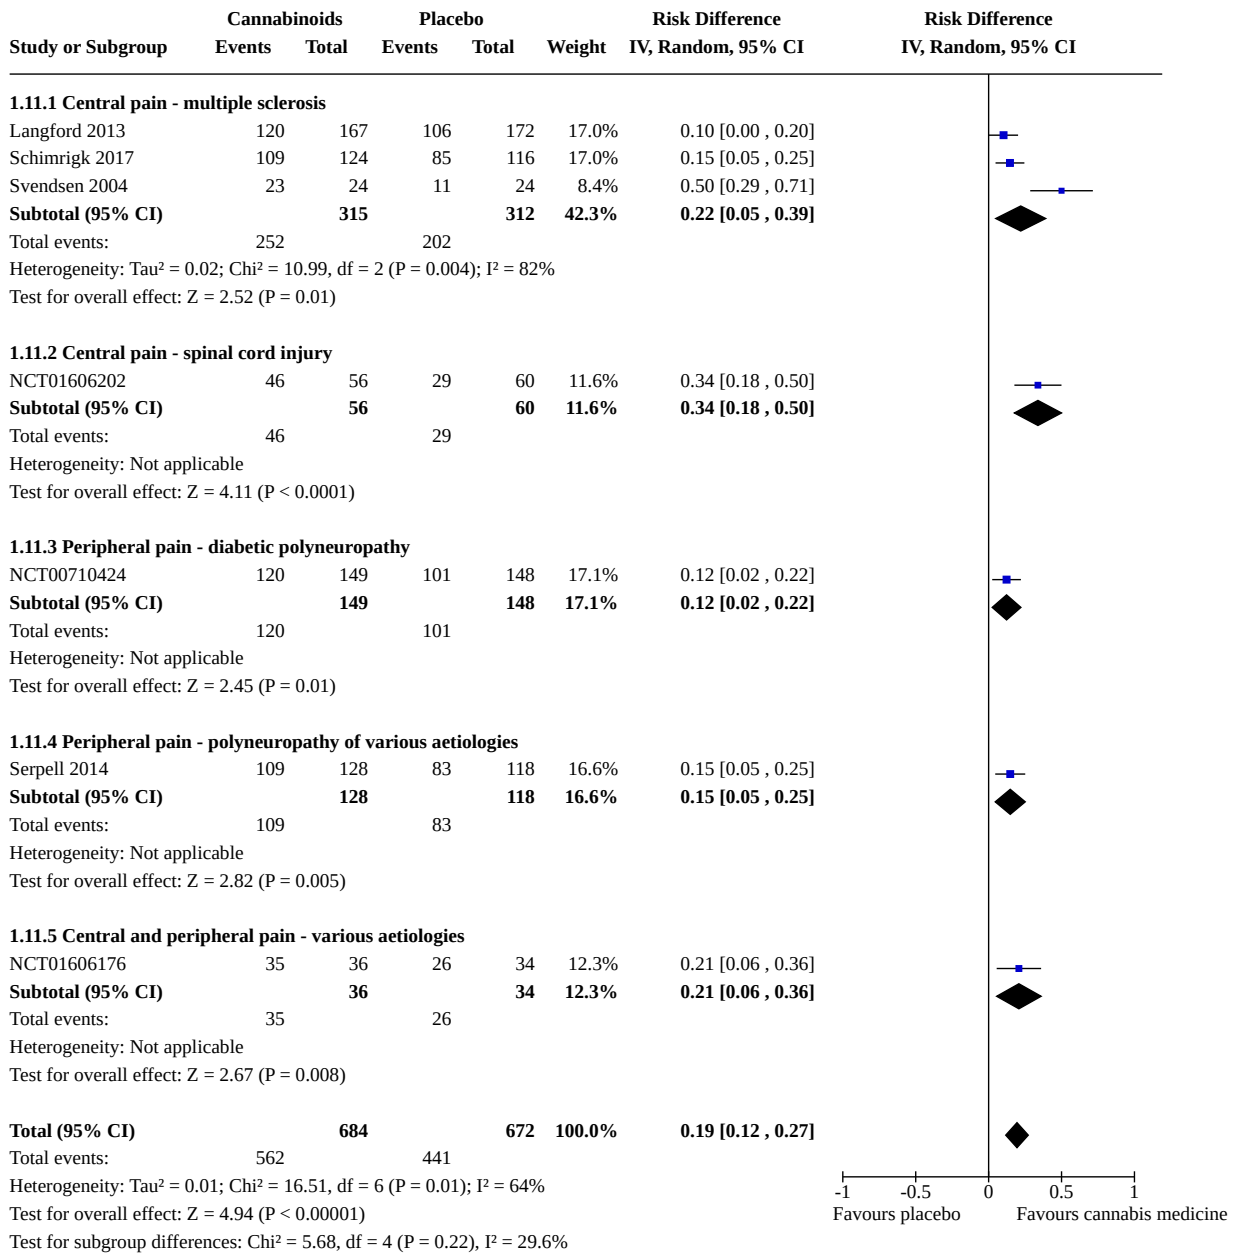 Cannabinoids Placebo Risk Difference Risk Difference
Study or Subgroup Events Total Events Total Weight IV, Random, 95% CI IV, Random, 95% CI
1.11.1 Central pain - multiple sclerosis
Langford 2013 120 167 106 172 17.0% 0.10 [0.00 , 0.20]
Schimrigk 2017 109 124 85 116 17.0% 0.15 [0.05 , 0.25]
Svendsen 2004 23 24 11 24 8.4% 0.50 [0.29 , 0.71]
Subtotal (95% CI) 315 312 42.3% 0.22 [0.05 , 0.39]
Total events: 252 202
Heterogeneity: Tau² = 0.02; Chi² = 10.99, df = 2 (P = 0.004); I² = 82%
Test for overall effect: Z = 2.52 (P = 0.01)
1.11.2 Central pain - spinal cord injury
NCT01606202 46 56 29 60 11.6% 0.34 [0.18 , 0.50]
Subtotal (95% CI) 56 60 11.6% 0.34 [0.18 , 0.50]
Total events: 46 29
Heterogeneity: Not applicable
Test for overall effect: Z = 4.11 (P < 0.0001)
1.11.3 Peripheral pain - diabetic polyneuropathy
NCT00710424 120 149 101 148 17.1% 0.12 [0.02 , 0.22]
Subtotal (95% CI) 149 148 17.1% 0.12 [0.02 , 0.22]
Total events: 120 101
Heterogeneity: Not applicable
Test for overall effect: Z = 2.45 (P = 0.01)
1.11.4 Peripheral pain - polyneuropathy of various aetiologies
Serpell 2014 109 128 83 118 16.6% 0.15 [0.05 , 0.25]
Subtotal (95% CI) 128 118 16.6% 0.15 [0.05 , 0.25]
Total events: 109 83
Heterogeneity: Not applicable
Test for overall effect: Z = 2.82 (P = 0.005)
1.11.5 Central and peripheral pain - various aetiologies
NCT01606176 35 36 26 34 12.3% 0.21 [0.06 , 0.36]
Subtotal (95% CI) 36 34 12.3% 0.21 [0.06 , 0.36]
Total events: 35 26
Heterogeneity: Not applicable
Test for overall effect: Z = 2.67 (P = 0.008)
Total (95% CI) 684 672 100.0% 0.19 [0.12 , 0.27]
Total events: 562 441
Heterogeneity: Tau² = 0.01; Chi² = 16.51, df = 6 (P = 0.01); I² = 64%
-1 -0.5 0 0.5 1
Test for overall effect: Z = 4.94 (P < 0.00001) Favours placebo Favours cannabis medicine
Test for subgroup differences: Chi² = 5.68, df = 4 (P = 0.22), I² = 29.6%